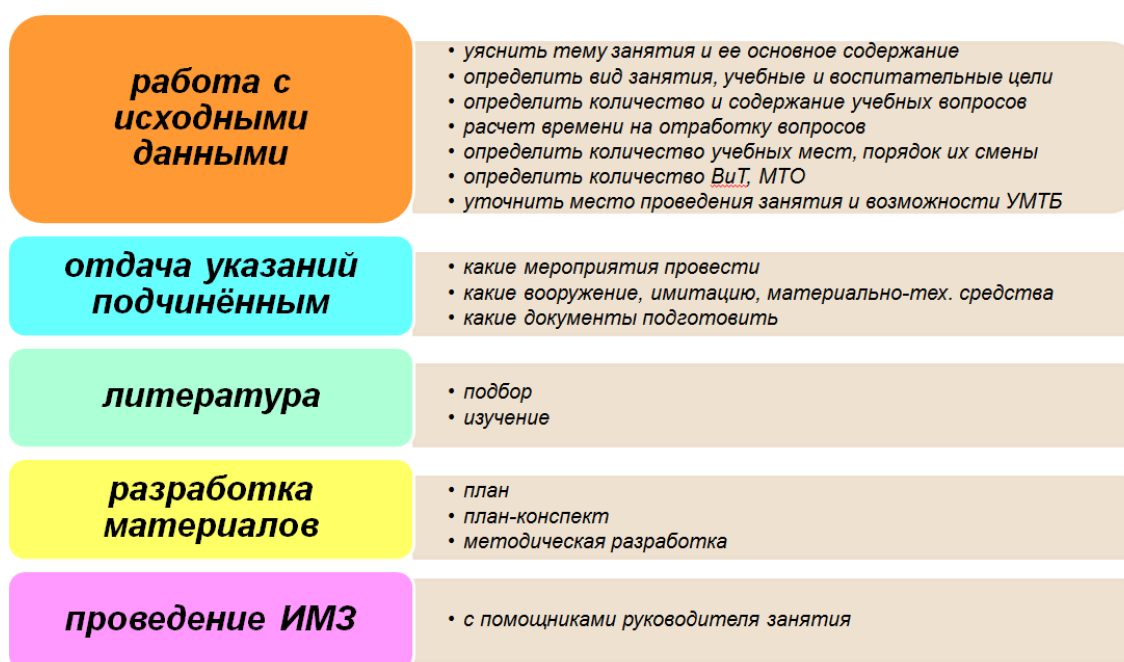 работа с
исходными
данными
• уяснить тему занятия и ее основное содержание
• определить вид занятия, учебные и воспитательные цели
• определить количество и содержание учебных вопросов
• расчет времени на отработку вопросов
• определить количество учебных мест, порядок их смены
• определить количество ВиТ, МТО
• уточнить место проведения занятия и возможности УМТБ
отдача указаний
подчинённым
• какие мероприятия провести
• какие вооружение, имитацию, материально-тех. средства
• какие документы подготовить
литература
• подбор
• изучение
разработка
материалов
• план
• план-конспект
• методическая разработка
проведение ИМЗ
• с помощниками руководителя занятия